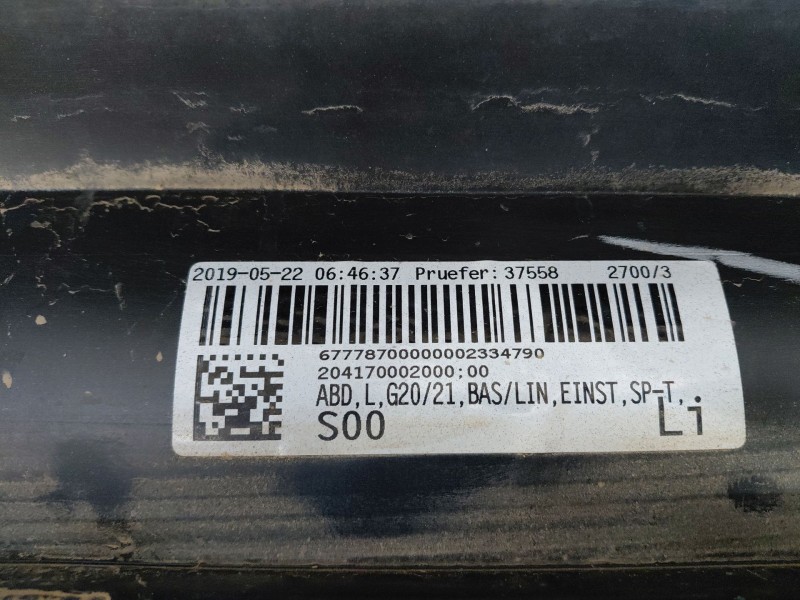 2019-05-22 06:46:37 Pruefer: 37558 2700/3
67778700000002334790
204170002000;00
ABD,L,G20/21,BAS/LIN,EINST,SP-T,
S00 Li